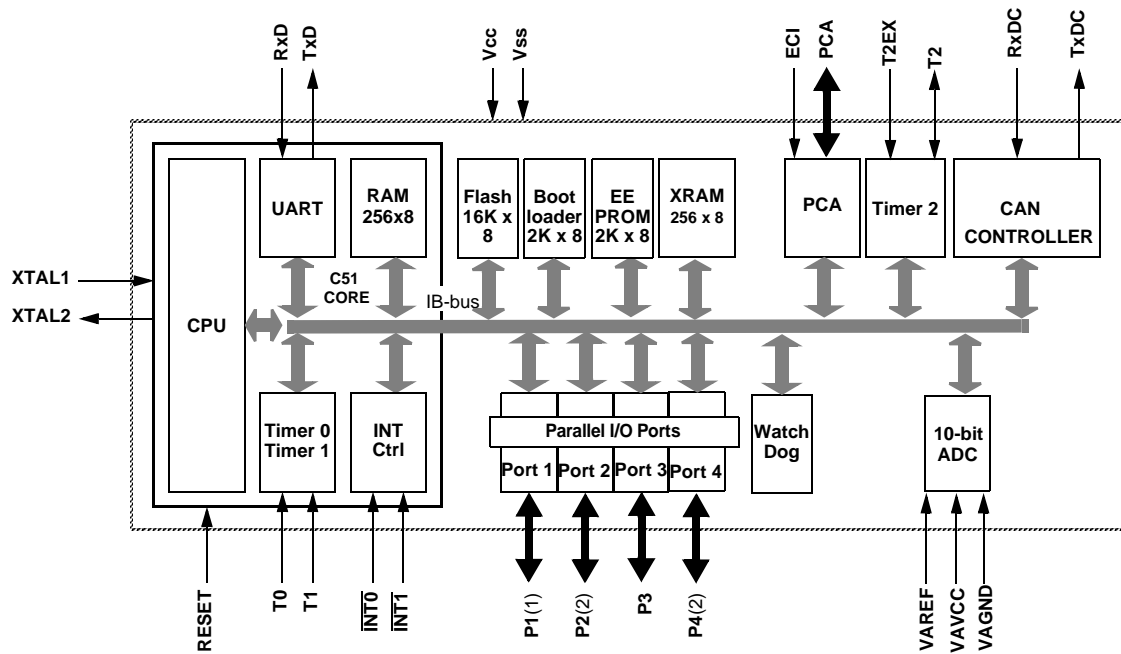 RxD
TxD
Vcc
Vss
ECI
PCA
T2EX
T2
RxDC
TxDC
XTAL1
XTAL2
CPU
UART
RAM
256x8
C51
CORE
IB-bus
Flash
16K x
8
Boot
loader
2K x 8
EE
PROM
2K x 8
XRAM
256 x 8
PCA
Timer 2
CAN
CONTROLLER
Timer 0
Timer 1
INT
Ctrl
Parallel I/O Ports
Port 1
Port 2
Port 3
Port 4
Watch
Dog
10-bit
ADC
RESET
T0
T1
INT0
INT1
P1(1)
P2(2)
P3
P4(2)
VAREF
VAVCC
VAGND